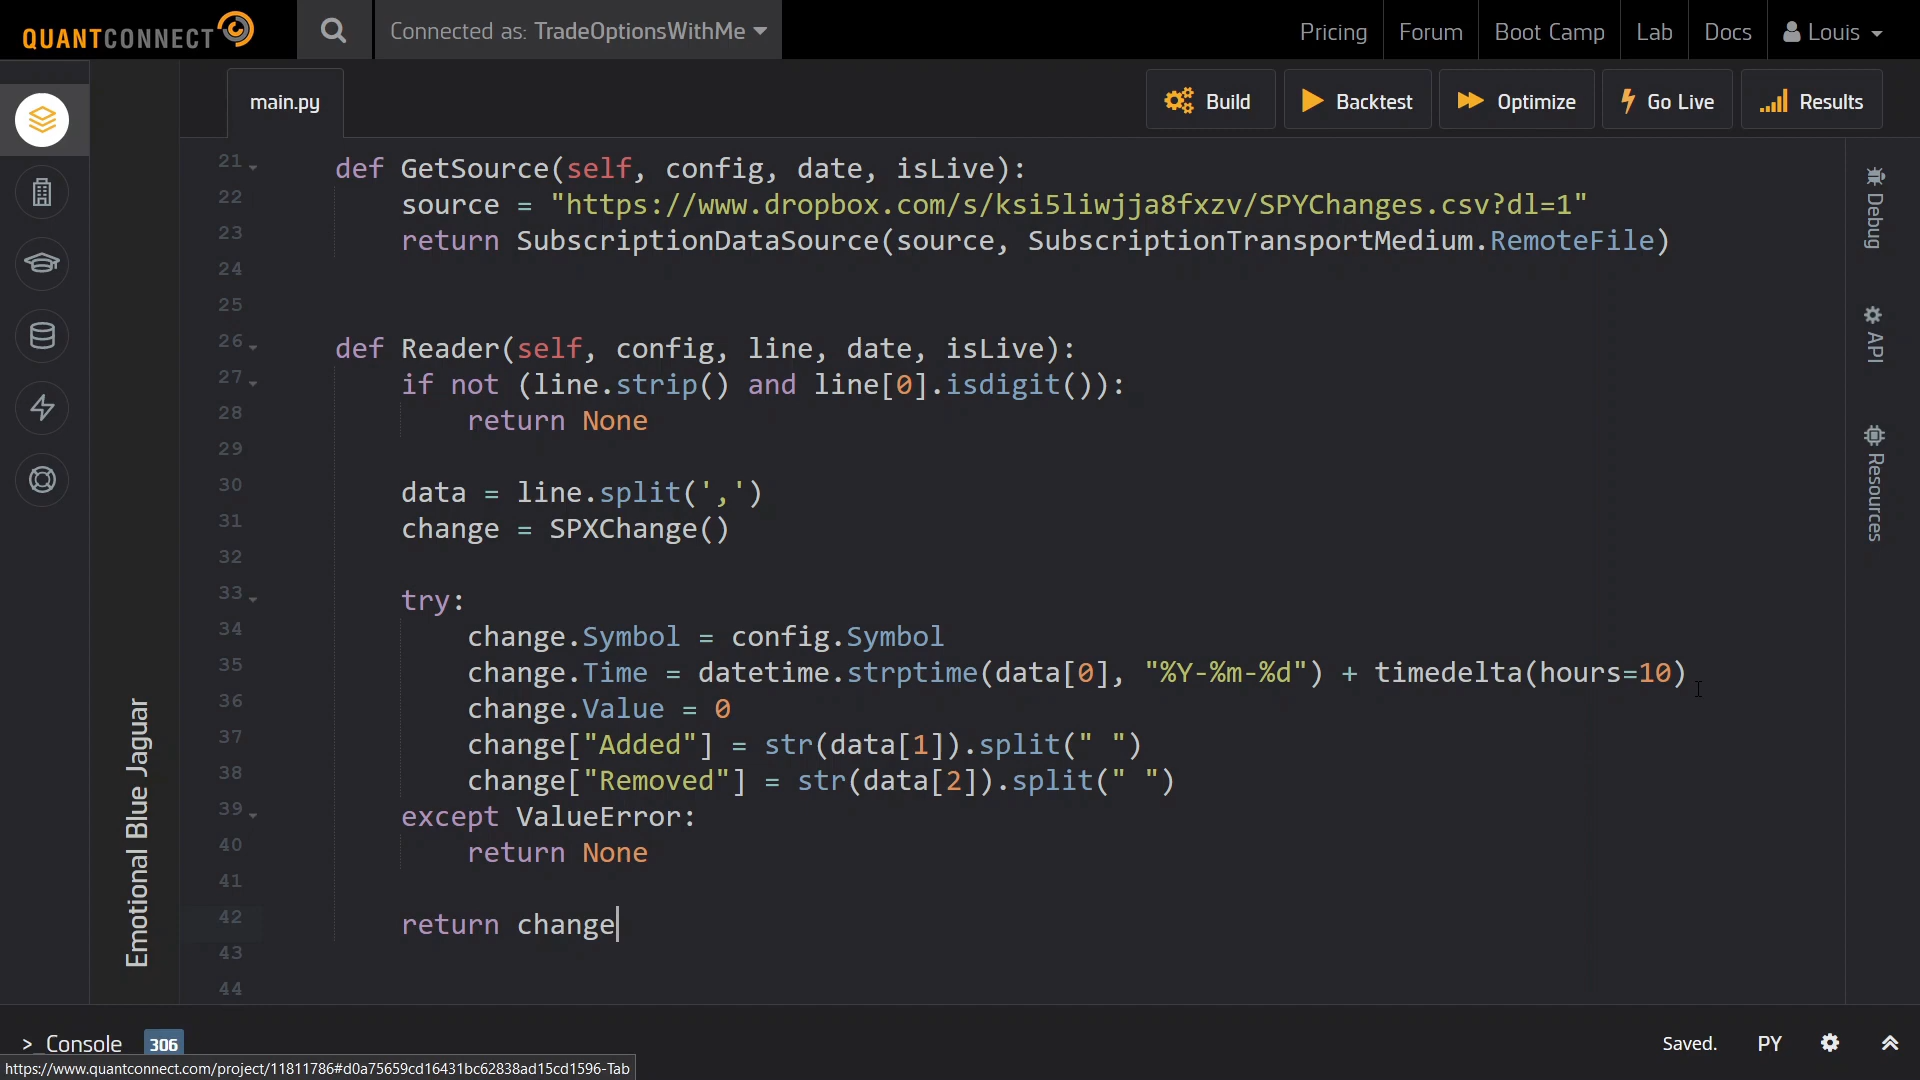 QUANTCONNECT
Connected as: TradeOptionsWithMe
Pricing
Forum
Boot Camp
Lab
Docs
Louis
main.py
Build
Backtest
Optimize
Go Live
Results
21 def GetSource(self, config, date, isLive):
22 source = "https://www.dropbox.com/s/ksi5liwjja8fxzv/SPYChanges.csv?dl=1"
23 return SubscriptionDataSource(source, SubscriptionTransportMedium.RemoteFile)
24
25
26 def Reader(self, config, line, date, isLive):
27 if not (line.strip() and line[0].isdigit()):
28 return None
29
30 data = line.split(',')
31 change = SPXChange()
32
33 try:
34 change.Symbol = config.Symbol
35 change.Time = datetime.strptime(data[0], "%Y-%m-%d") + timedelta(hours=10)
36 change.Value = 0
37 change["Added"] = str(data[1]).split(" ")
38 change["Removed"] = str(data[2]).split(" ")
39 except ValueError:
40 return None
41
42 return change
43
44
Emotional Blue Jaguar
Debug
API
Resources
>_Console 306
Saved.
PY
https://www.quantconnect.com/project/11811786#d0a75659cd16431bc62838ad15cd1596-Tab